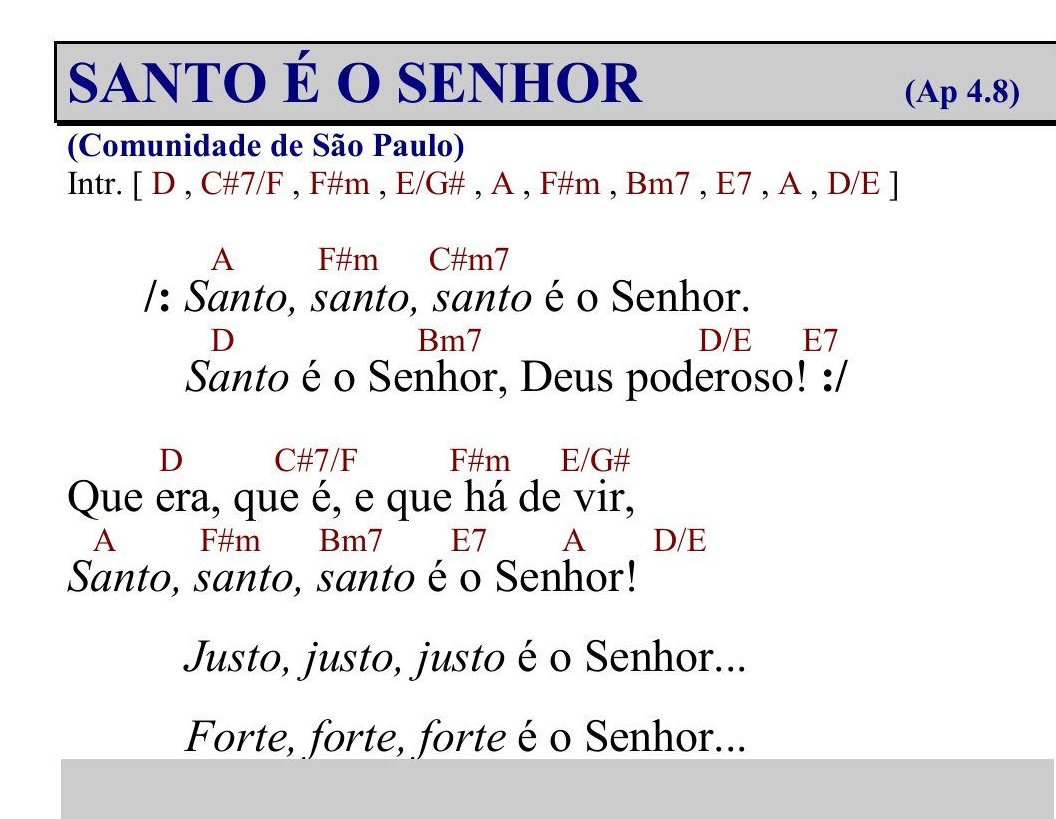 SANTO É O SENHOR (Ap 4.8)
(Comunidade de São Paulo)
Intr. [ D , C#7/F , F#m , E/G# , A , F#m , Bm7 , E7 , A , D/E ]
A F#m C#m7
/: Santo, santo, santo é o Senhor.
D Bm7 D/E E7
Santo é o Senhor, Deus poderoso! :/
D C#7/F F#m E/G#
Que era, que é, e que há de vir,
A F#m Bm7 E7 A D/E
Santo, santo, santo é o Senhor!
Justo, justo, justo é o Senhor...
Forte, forte, forte é o Senhor...